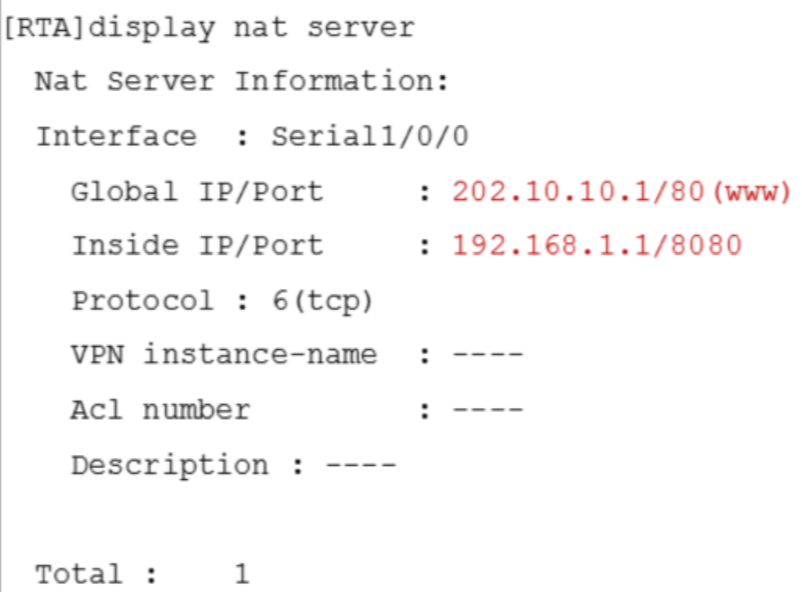 [RTA]display nat server
Nat Server Information:
Interface : Serial1/0/0
Global IP/Port : 202.10.10.1/80(www)
Inside IP/Port : 192.168.1.1/8080
Protocol : 6(tcp)
VPN instance-name : ----
Acl number : ----
Description : ----
Total : 1